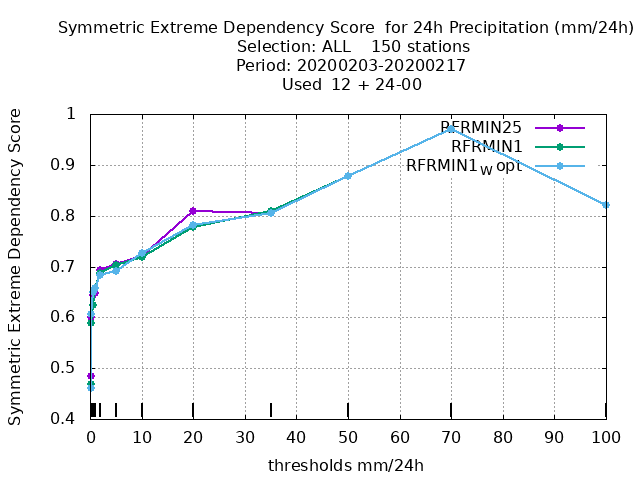 Symmetric Extreme Dependency Score  for 24h Precipitation (mm/24h)
Selection: ALL    150 stations
Period: 20200203-20200217
Used  12 + 24-00
Symmetric Extreme Dependency Score
1
0.9
0.8
0.7
0.6
0.5
0.4
RFRMIN25
RFRMIN1
RFRMIN1w opt
0 10 20 30 40 50 60 70 80 90 100
thresholds mm/24h